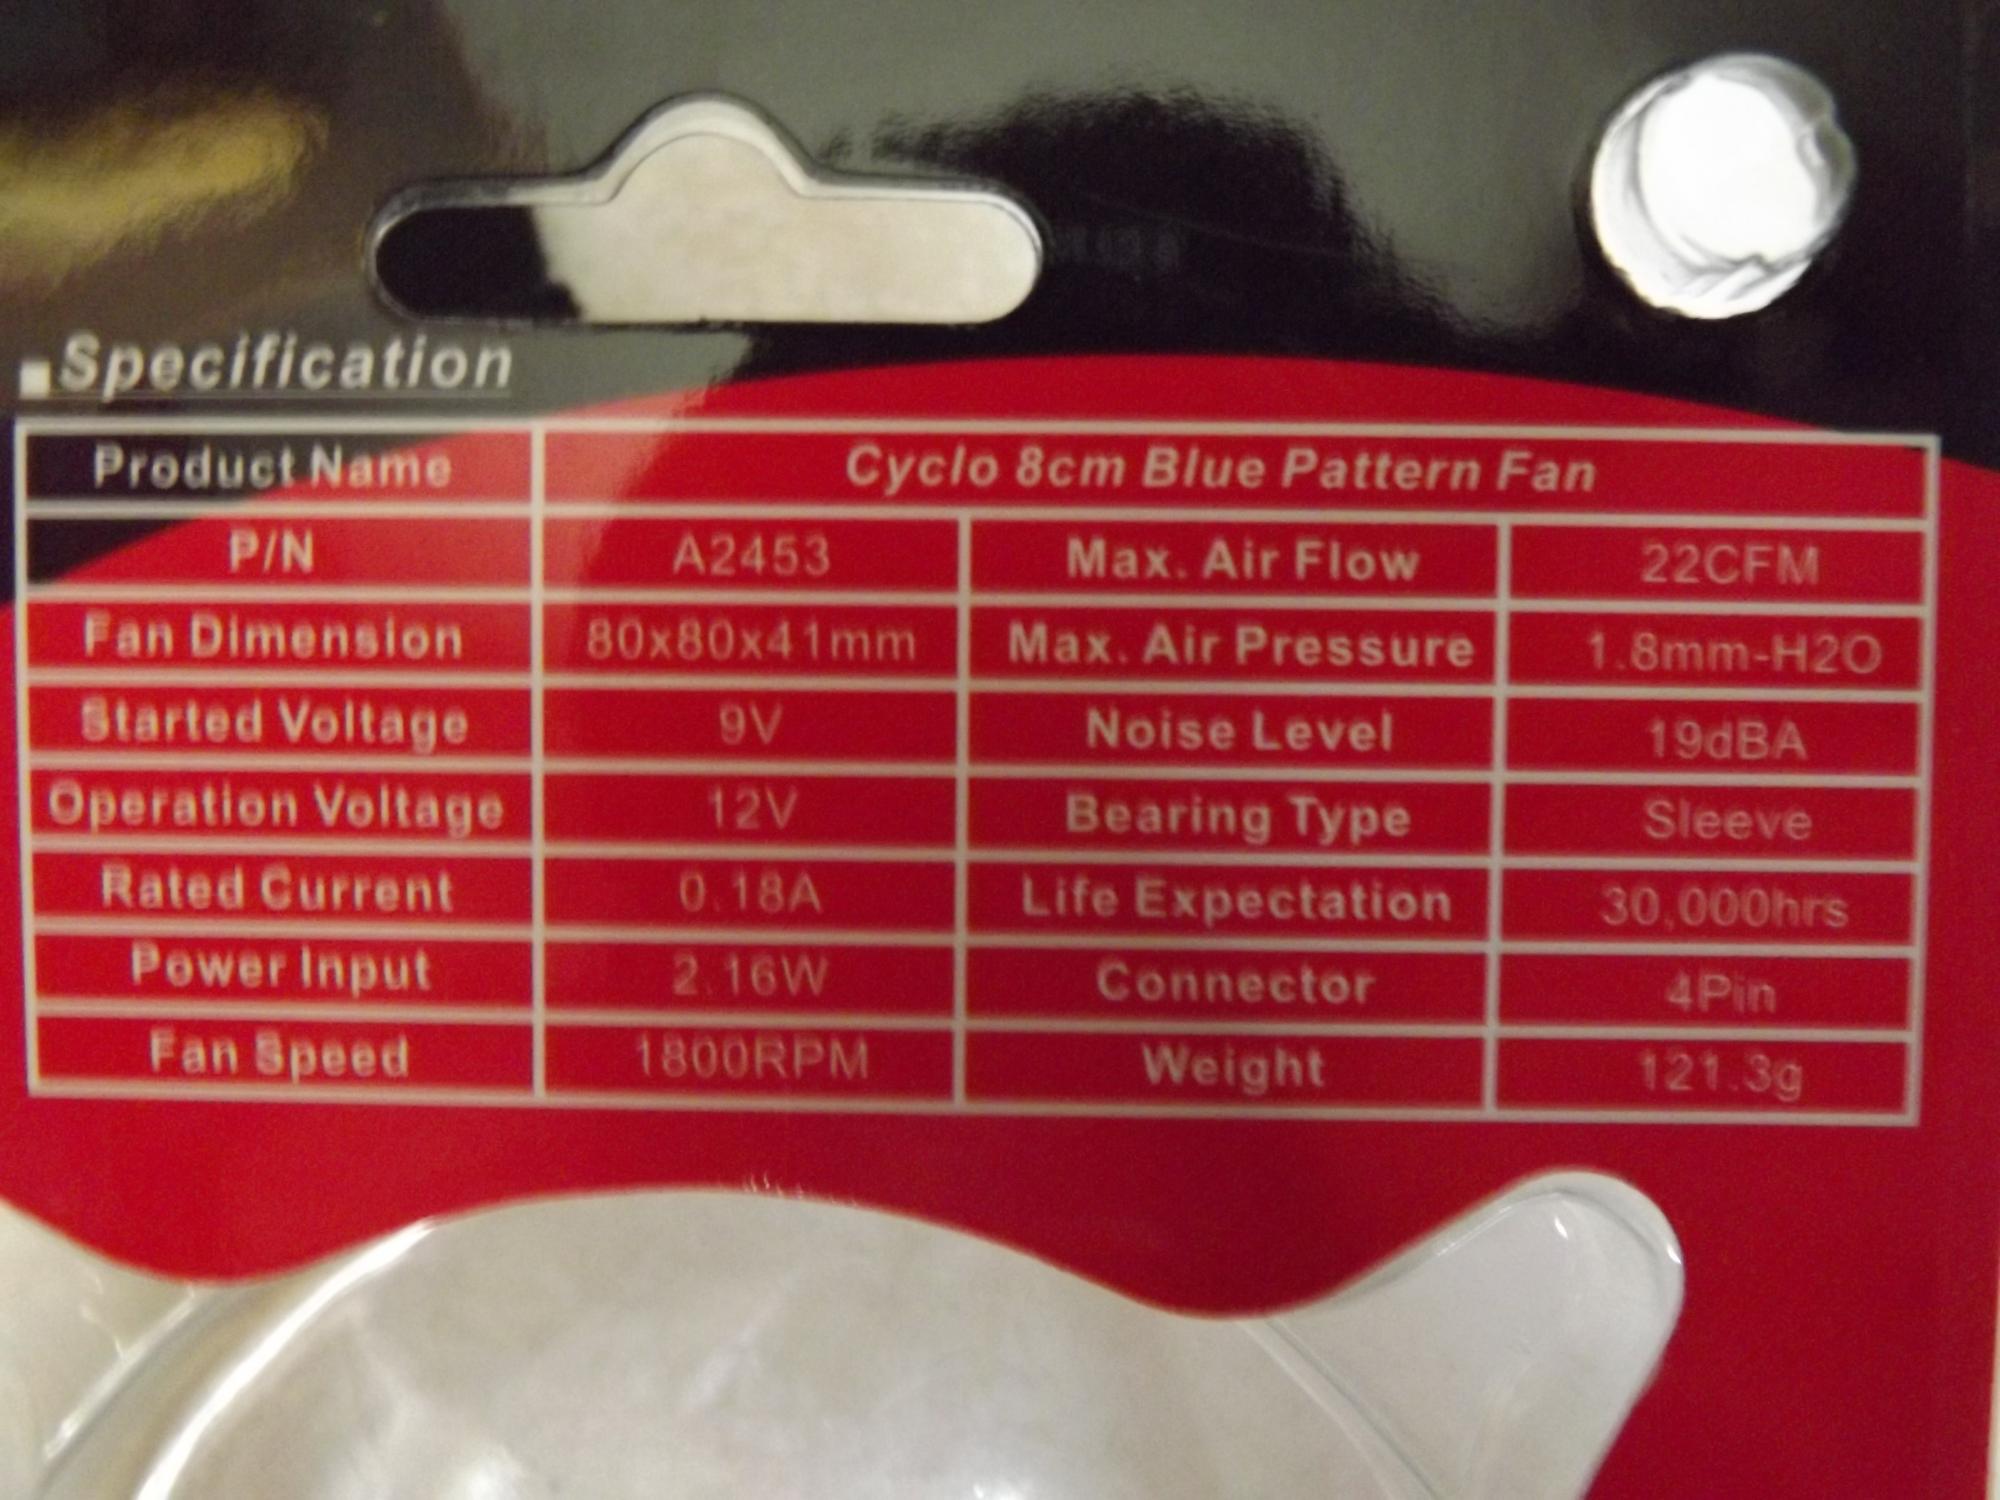 Specification
Product Name Cyclo 8cm Blue Pattern Fan
P/N A2453 Max. Air Flow 22CFM
Fan Dimension 80x80x41mm Max. Air Pressure 1.8mm-H2O
Started Voltage 9V Noise Level 19dBA
Operation Voltage 12V Bearing Type Sleeve
Rated Current 0.18A Life Expectation 30,000hrs
Power Input 2.16W Connector 4Pin
Fan Speed 1800RPM Weight 121.3g